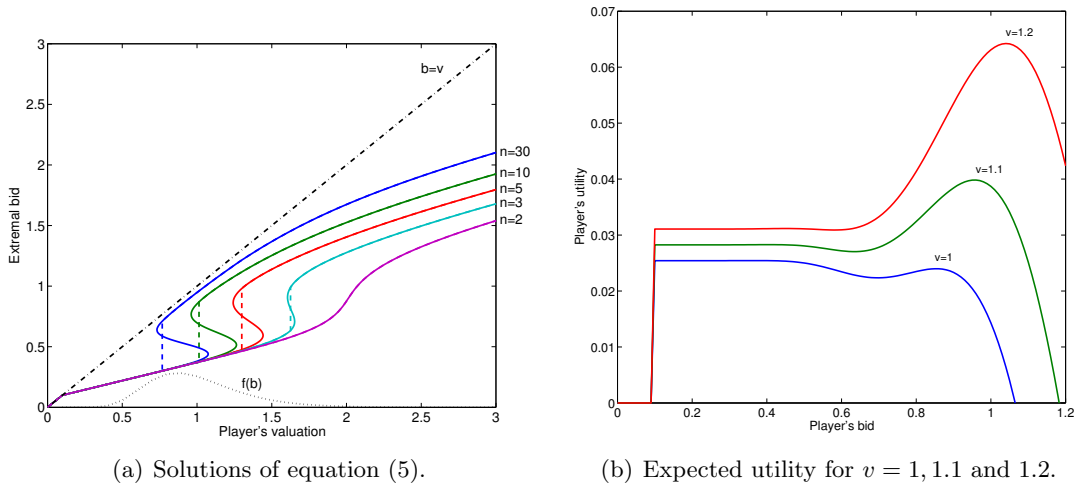 3
2.5
2
1.5
1
0.5
0
0
0.5
1
1.5
2
2.5
3
Extremal bid
Player's valuation
b=v
n=30
n=10
n=5
n=3
n=2
f(b)
(a) Solutions of equation (5).
0.07
0.06
0.05
0.04
0.03
0.02
0.01
0
0
0.2
0.4
0.6
0.8
1
1.2
Player's utility
Player's bid
v=1.2
v=1.1
v=1
(b) Expected utility for v = 1, 1.1 and 1.2.